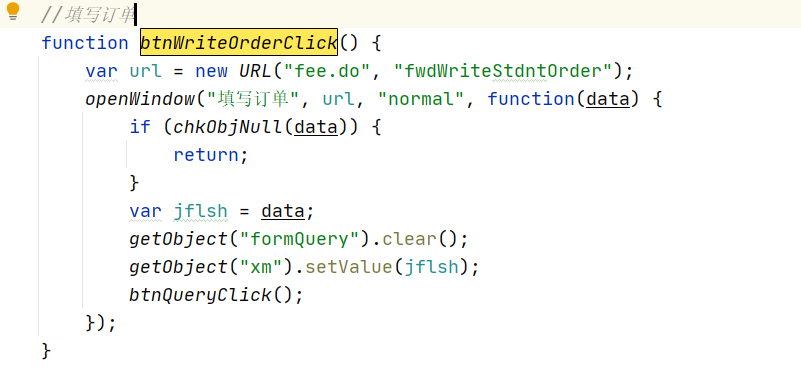 //填写订单
function btnWriteOrderClick() {
    var url = new URL("fee.do", "fwdWriteStdntOrder");
    openWindow("填写订单", url, "normal", function(data) {
        if (chkObjNull(data)) {
            return;
        }
        var jflsh = data;
        getObject("formQuery").clear();
        getObject("xm").setValue(jflsh);
        btnQueryClick();
    });
}